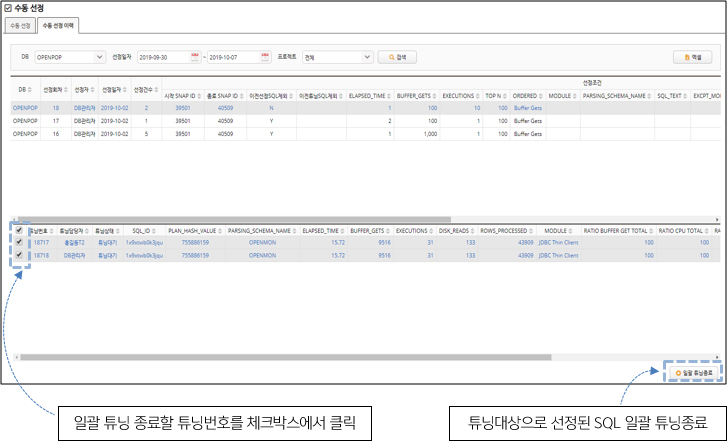 수동 선정
수동 선정 수동 선정 이력
DB OPENPOP 선정일자 2019-09-30 ~ 2019-10-07 프로젝트 전체 검색 엑셀
DB 선정회차 선정자 선정일자 선정건수 선정조건
시작 SNAP ID 종료 SNAP ID 이전선정SQL제외 이전튜닝SQL제외 ELAPSED_TIME BUFFER_GETS EXECUTIONS TOP N ORDERED MODULE PARSING_SCHEMA_NAME SQL_TEXT EXCPT_MO
OPENPOP 18 DB관리자 2019-10-02 2 39501 40509 N 1 100 10 100 Buffer Gets
OPENPOP 17 DB관리자 2019-10-02 1 39501 40509 Y 2 100 1 100 Buffer Gets
OPENPOP 16 DB관리자 2019-10-02 5 39501 40509 Y 1 1,000 1 100 Buffer Gets
튜닝번호 튜닝담당자 튜닝상태 SQL_ID PLAN_HASH_VALUE PARSING_SCHEMA_NAME ELAPSED_TIME BUFFER_GETS EXECUTIONS DISK_READS ROWS_PROCESSED MODULE RATIO BUFFER GET TOTAL RATIO CPU TOTAL RA
18717 홍길동T2 튜닝대기 755886159 OPENMON 15.72 9516 31 133 43909 JDBC Thin Client 100 100
18718 DB관리자 튜닝대기 755886159 OPENMON 15.72 9516 31 133 43909 JDBC Thin Client 100 100
일괄 튜닝종료
일괄 튜닝 종료할 튜닝번호를 체크박스에서 클릭
튜닝대상으로 선정된 SQL 일괄 튜닝종료